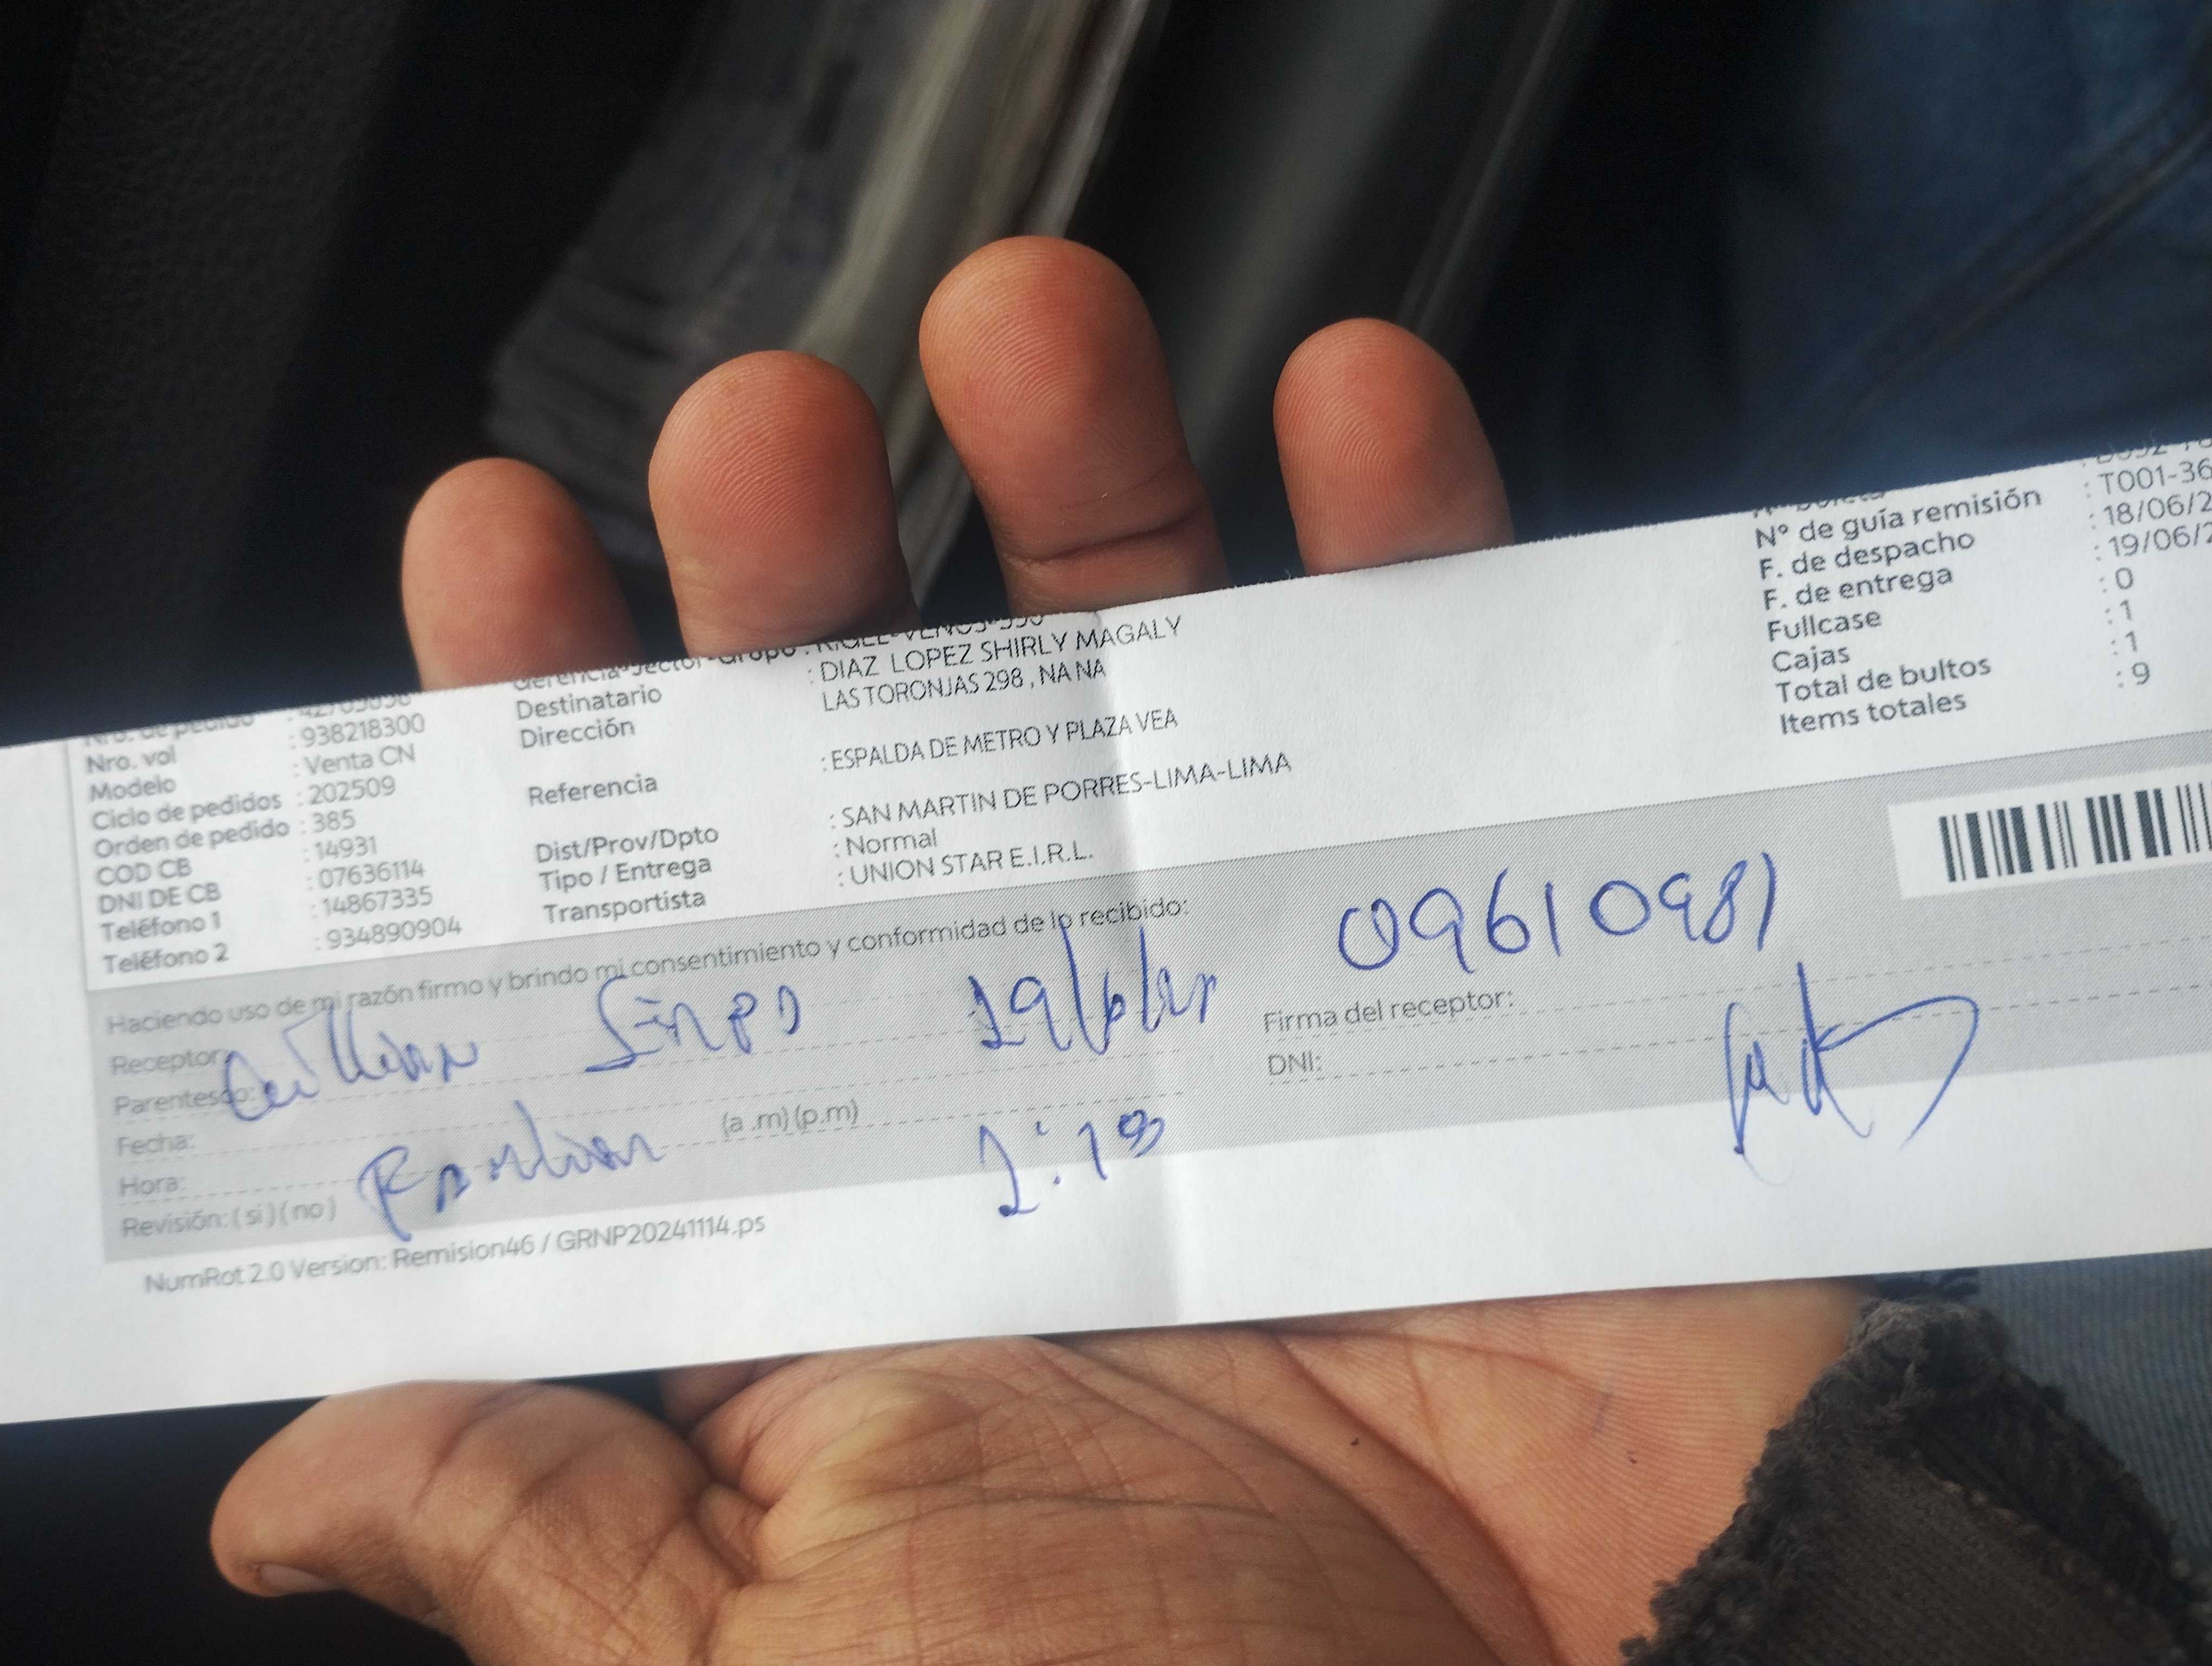 Nro. de pedido
Nro. vol : 938218300
Modelo : Venta CN
Ciclo de pedidos : 202509
Orden de pedido : 385
COD CB : 14931
DNI DE CB : 07636114
Teléfono 1 : 14867335
Teléfono 2 : 934890904
Gerencia-Sector-Grupo :
Destinatario : DIAZ LOPEZ SHIRLY MAGALY
Dirección LAS TORONJAS 298 , NA NA
Referencia : ESPALDA DE METRO Y PLAZA VEA
Dist/Prov/Dpto : SAN MARTIN DE PORRES-LIMA-LIMA
Tipo / Entrega : Normal
Transportista : UNION STAR E.I.R.L.
N° de guía remisión : T001-36
F. de despacho : 18/06/2
F. de entrega : 19/06/2
Fullcase : 0
Cajas : 1
Total de bultos : 1
Items totales : 9
Haciendo uso de mi razón firmo y brindo mi consentimiento y conformidad de lo recibido:
Receptor:
Parentesco:
Fecha:
Hora: (a .m) (p.m)
Revisión: ( si ) ( no )
09610981
Firma del receptor:
DNI:
NumRot 2.0 Version: Remision46 / GRNP20241114.ps